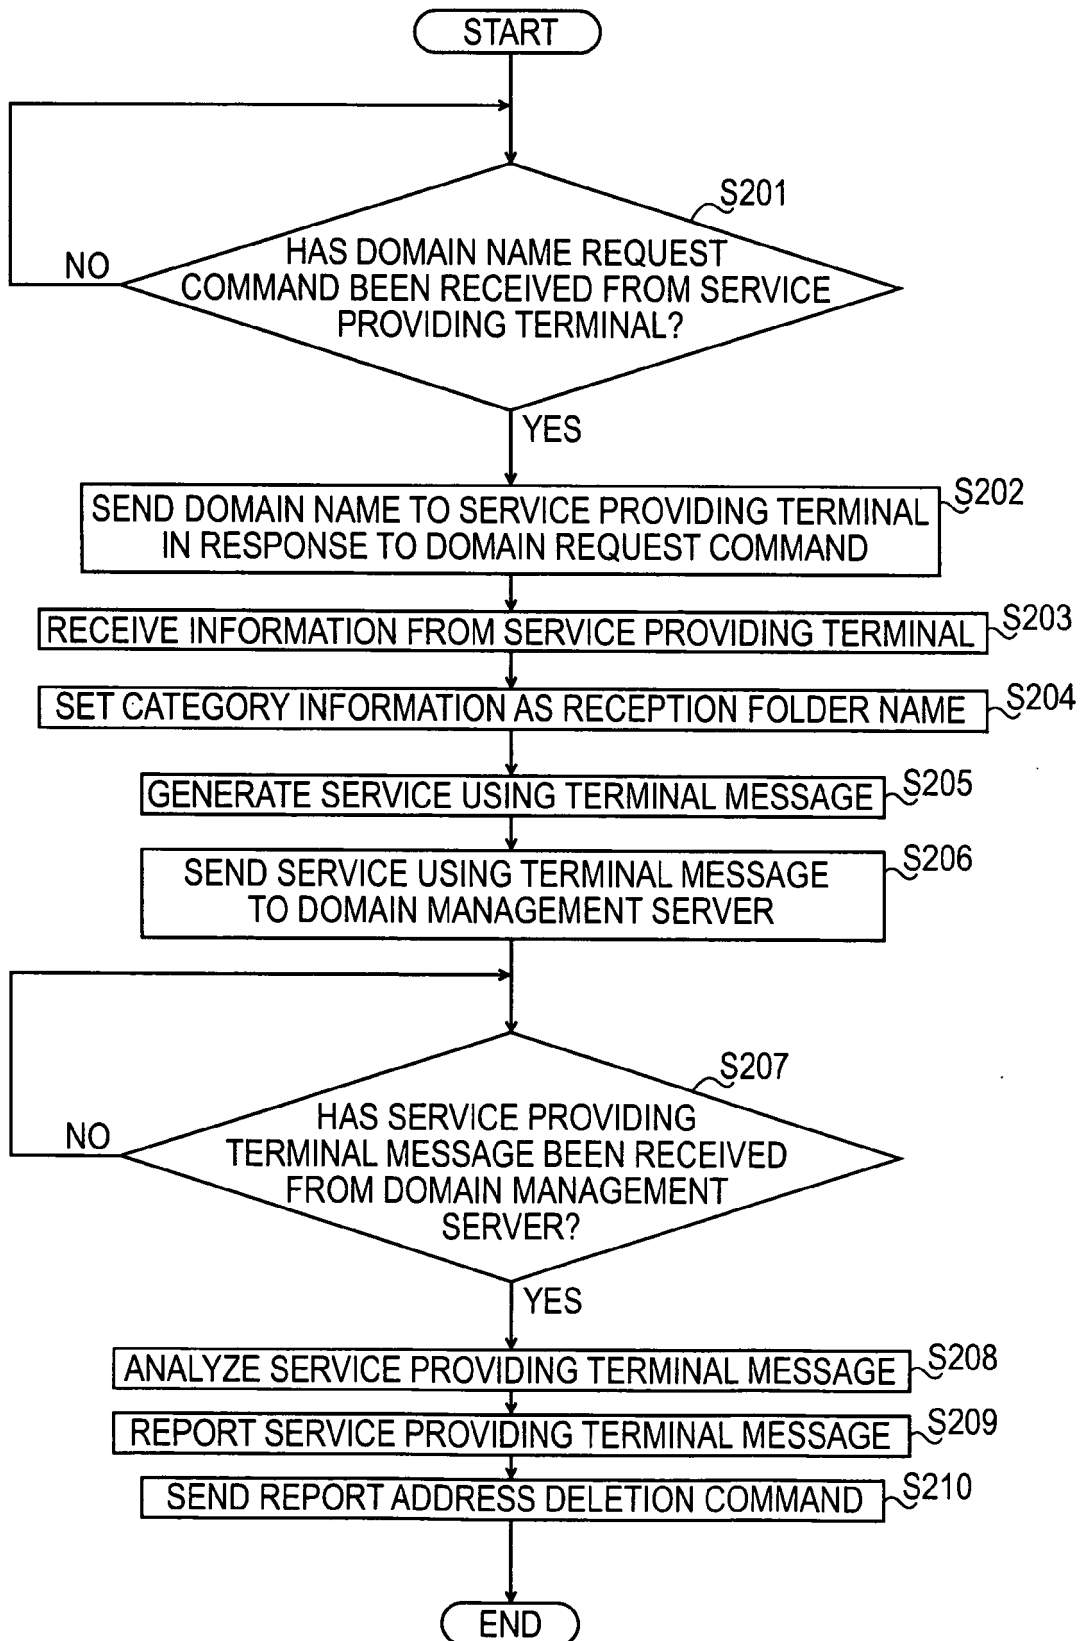 START
S201
HAS DOMAIN NAME REQUEST
COMMAND BEEN RECEIVED FROM SERVICE
PROVIDING TERMINAL?
NO
YES
S202
SEND DOMAIN NAME TO SERVICE PROVIDING TERMINAL
IN RESPONSE TO DOMAIN REQUEST COMMAND
RECEIVE INFORMATION FROM SERVICE PROVIDING TERMINAL
S203
SET CATEGORY INFORMATION AS RECEPTION FOLDER NAME
S204
GENERATE SERVICE USING TERMINAL MESSAGE
S205
SEND SERVICE USING TERMINAL MESSAGE
TO DOMAIN MANAGEMENT SERVER
S206
S207
HAS SERVICE PROVIDING
TERMINAL MESSAGE BEEN RECEIVED
FROM DOMAIN MANAGEMENT
SERVER?
NO
YES
ANALYZE SERVICE PROVIDING TERMINAL MESSAGE
S208
REPORT SERVICE PROVIDING TERMINAL MESSAGE
S209
SEND REPORT ADDRESS DELETION COMMAND
S210
END